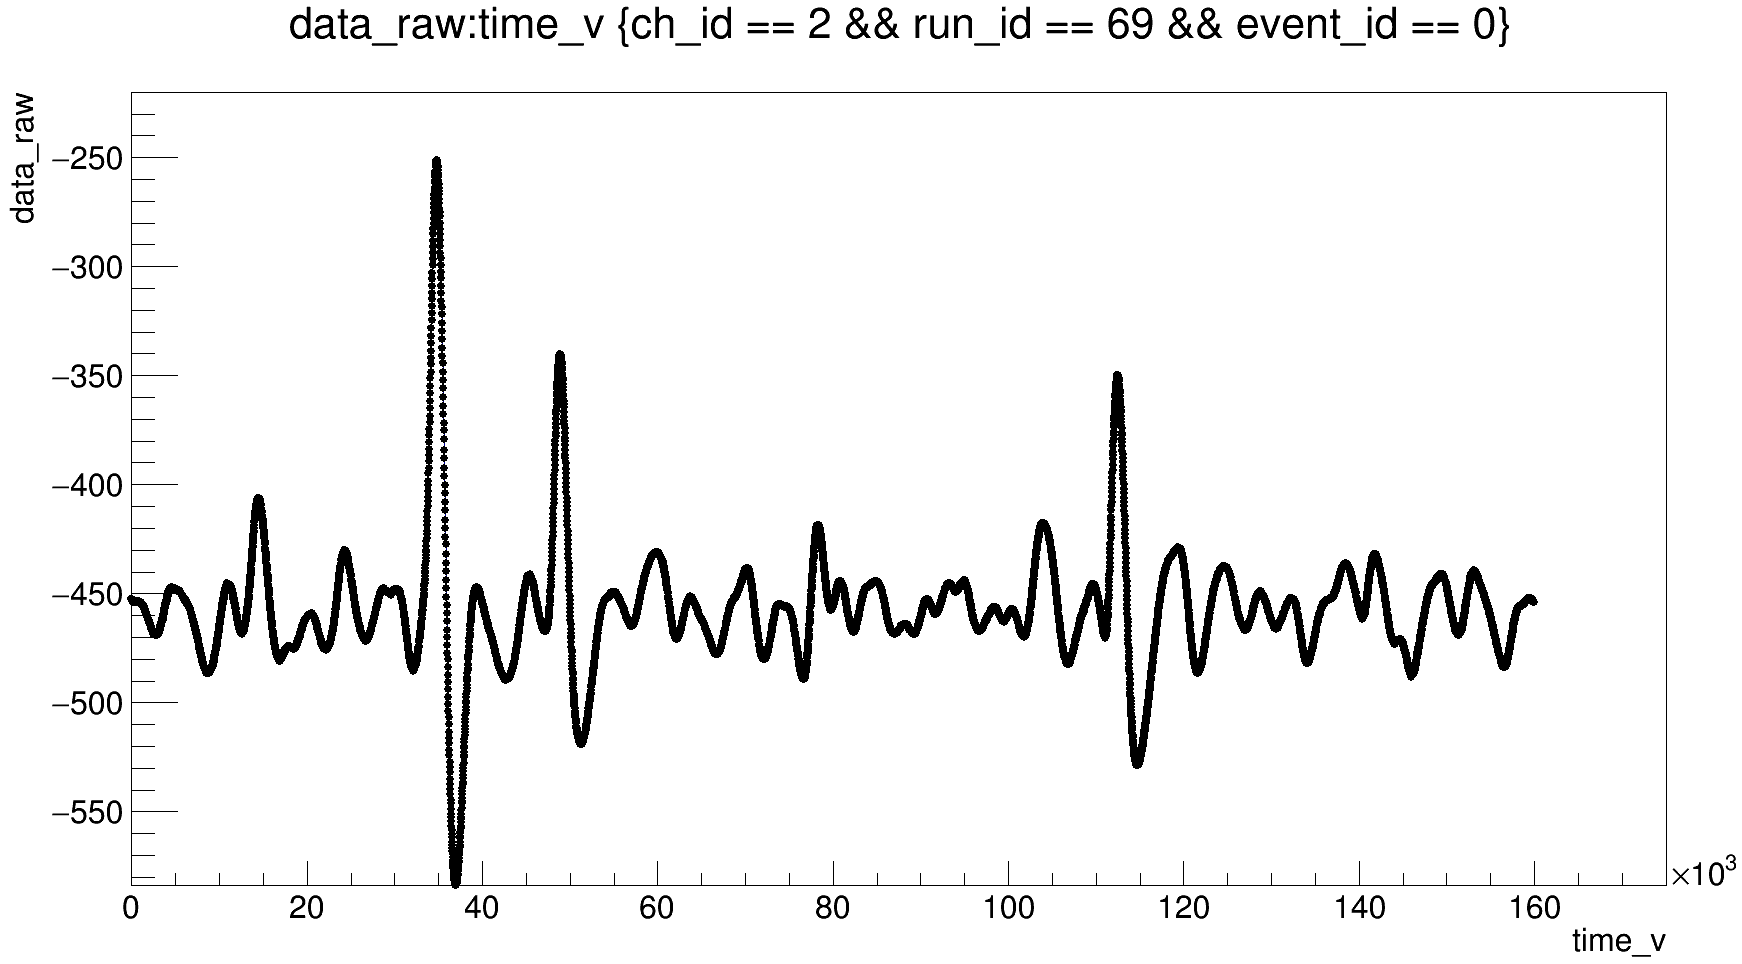 data_raw:time_v {ch_id == 2 && run_id == 69 && event_id == 0}
data_raw
−250
−300
−350
−400
−450
−500
−550
0 20 40 60 80 100 120 140 160
×10³
time_v